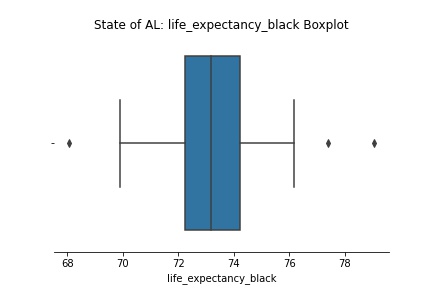 State of AL: life_expectancy_black Boxplot
68 70 72 74 76 78
life_expectancy_black